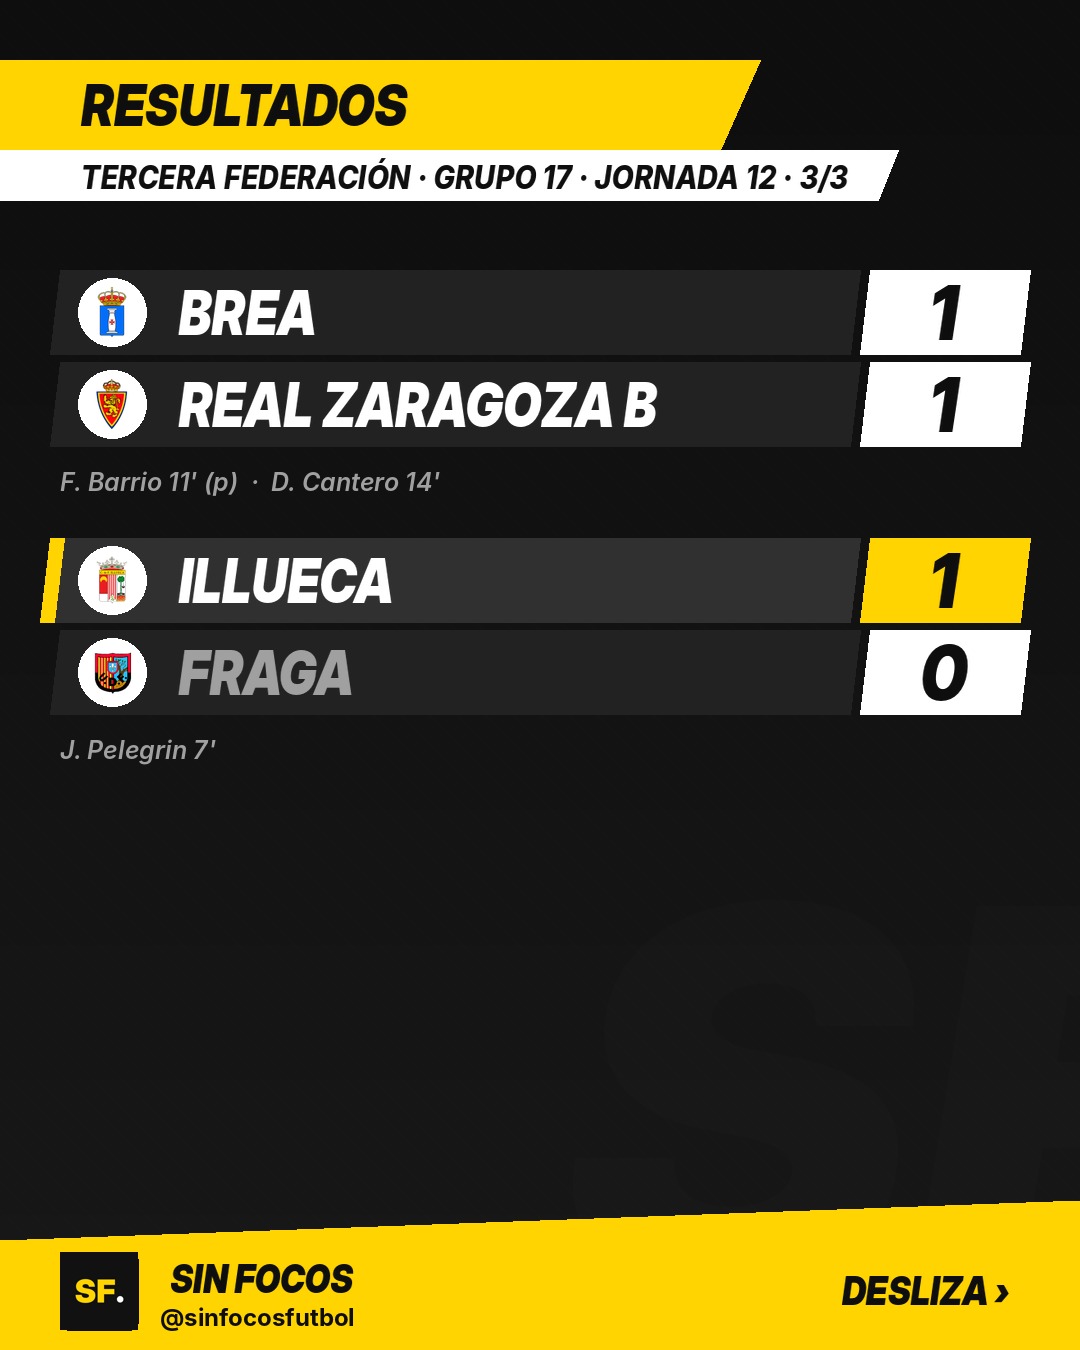 RESULTADOS
TERCERA FEDERACIÓN · GRUPO 17 · JORNADA 12 · 3/3
BREA 1
REAL ZARAGOZA B 1
F. Barrio 11' (p) · D. Cantero 14'
ILLUECA 1
FRAGA 0
J. Pelegrin 7'
SF
SF. SIN FOCOS
@sinfocosfutbol
DESLIZA ›